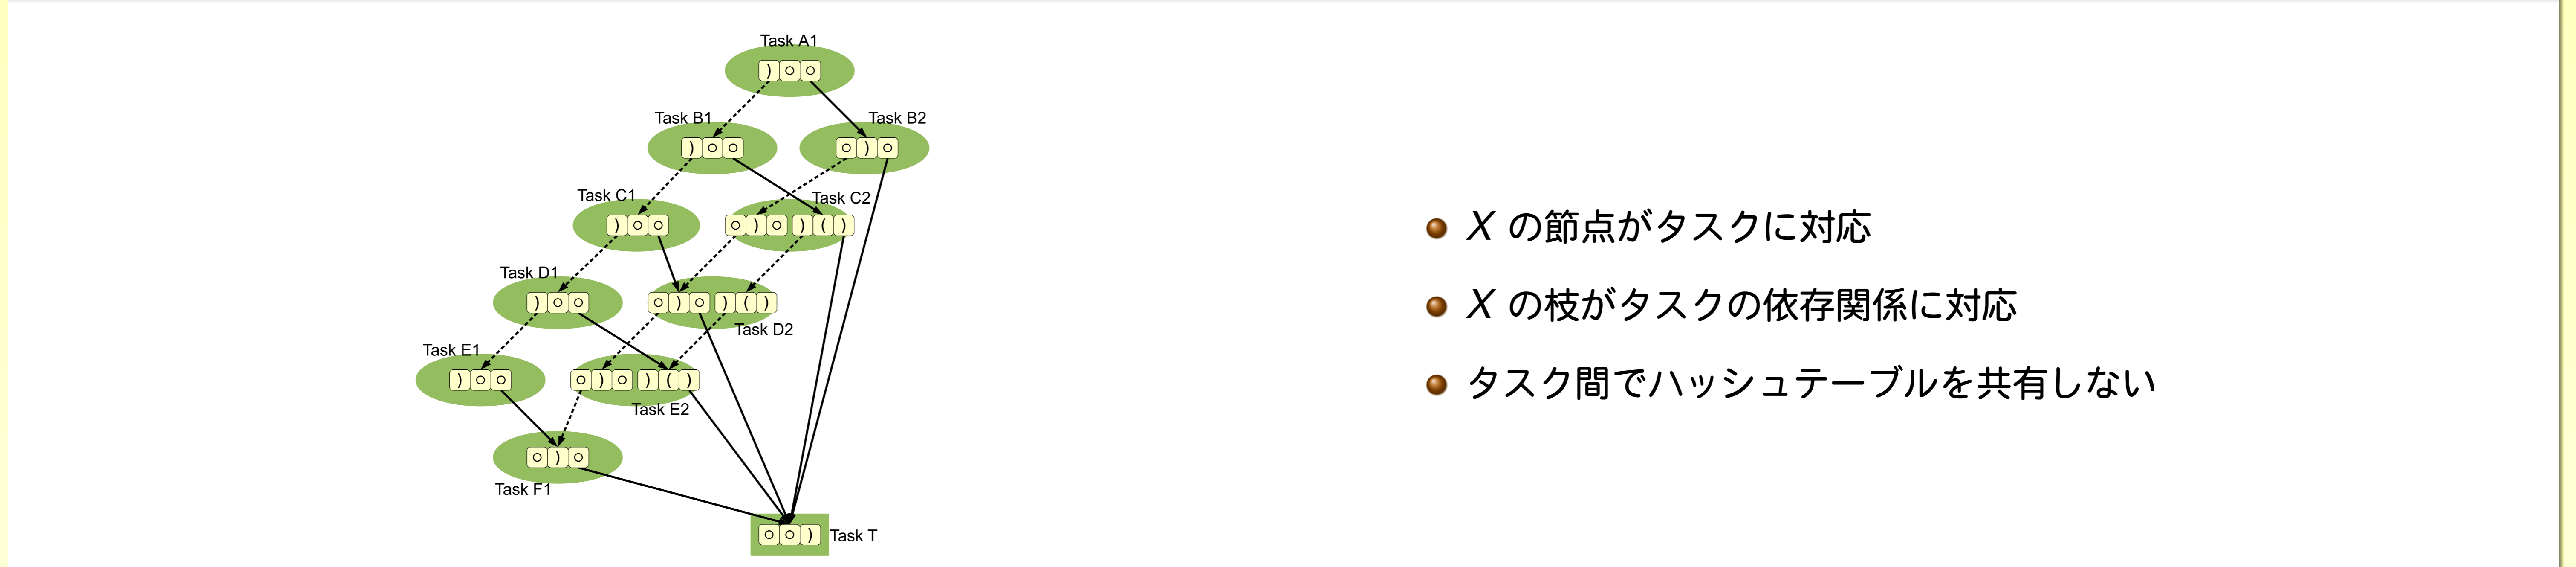 Task A1
) ○ ○
Task B1
Task B2
) ○ ○
○ ) ○
Task C1
Task C2
) ○ ○
○ ) ○ ) ( )
Task D1
) ○ ○
○ ) ○ ) ( )
Task D2
Task E1
) ○ ○
○ ) ○ ) ( )
Task E2
○ ) ○
Task F1
○ ○ )
Task T
X の節点がタスクに対応
X の枝がタスクの依存関係に対応
タスク間でハッシュテーブルを共有しない